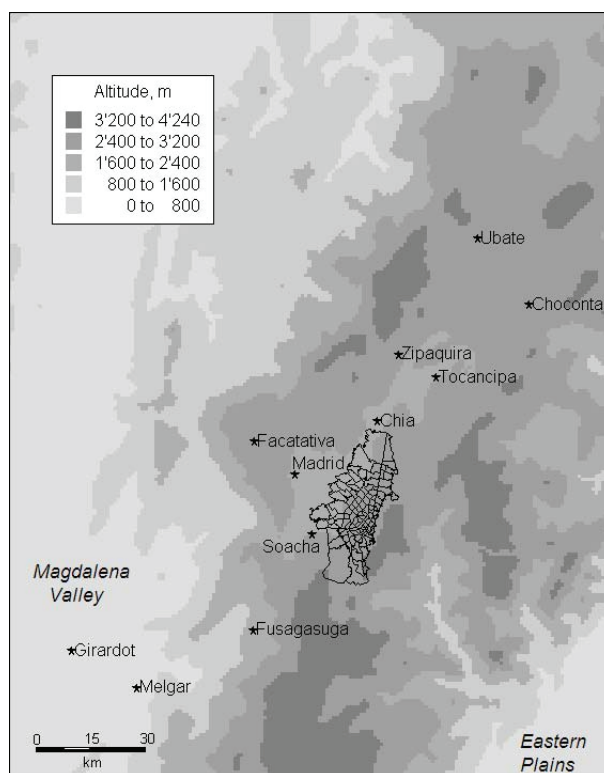 Altitude, m
3'200 to 4'240
2'400 to 3'200
1'600 to 2'400
800 to 1'600
0 to 800
Ubate
Choconta
Zipaquira
Tocancipa
Chia
Facatativa
Madrid
Soacha
Magdalena
Valley
Fusagasuga
Girardot
Melgar
0 15 30
km
Eastern
Plains